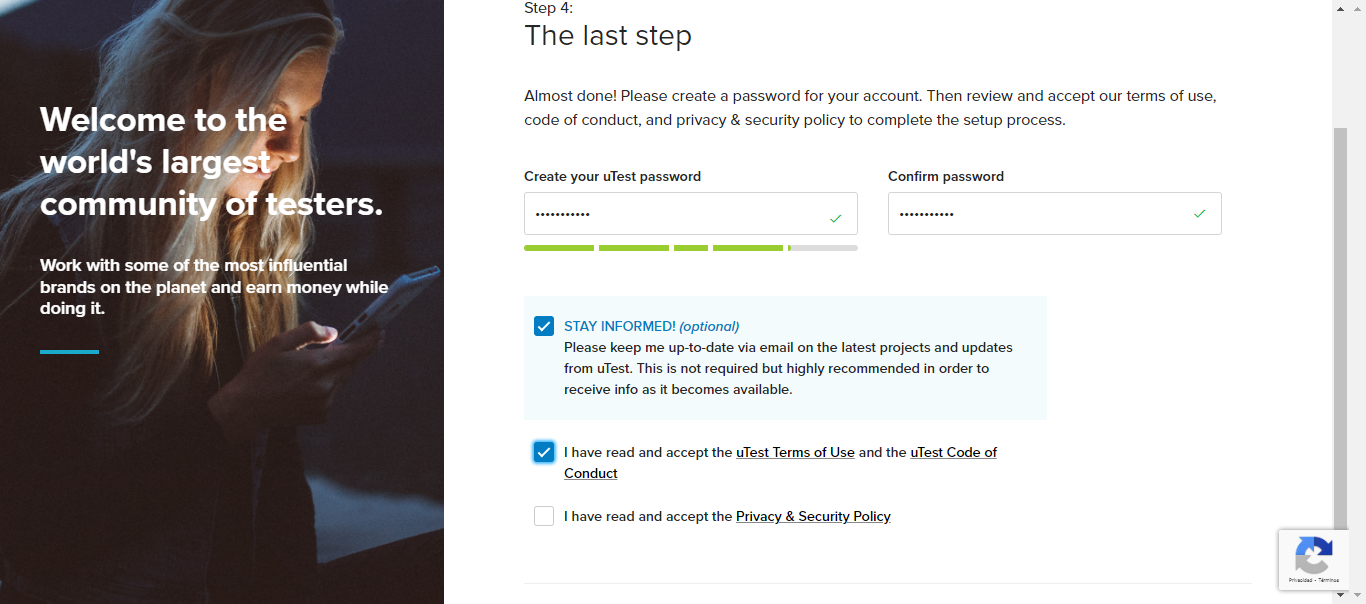 Welcome to the
world's largest
community of testers.
Work with some of the most influential
brands on the planet and earn money while
doing it.
Step 4:
The last step
Almost done! Please create a password for your account. Then review and accept our terms of use,
code of conduct, and privacy & security policy to complete the setup process.
Create your uTest password
Confirm password
•••••••••••
•••••••••••
STAY INFORMED! (optional)
Please keep me up-to-date via email on the latest projects and updates
from uTest. This is not required but highly recommended in order to
receive info as it becomes available.
I have read and accept the uTest Terms of Use and the uTest Code of
Conduct
I have read and accept the Privacy & Security Policy
Privacidad - Términos